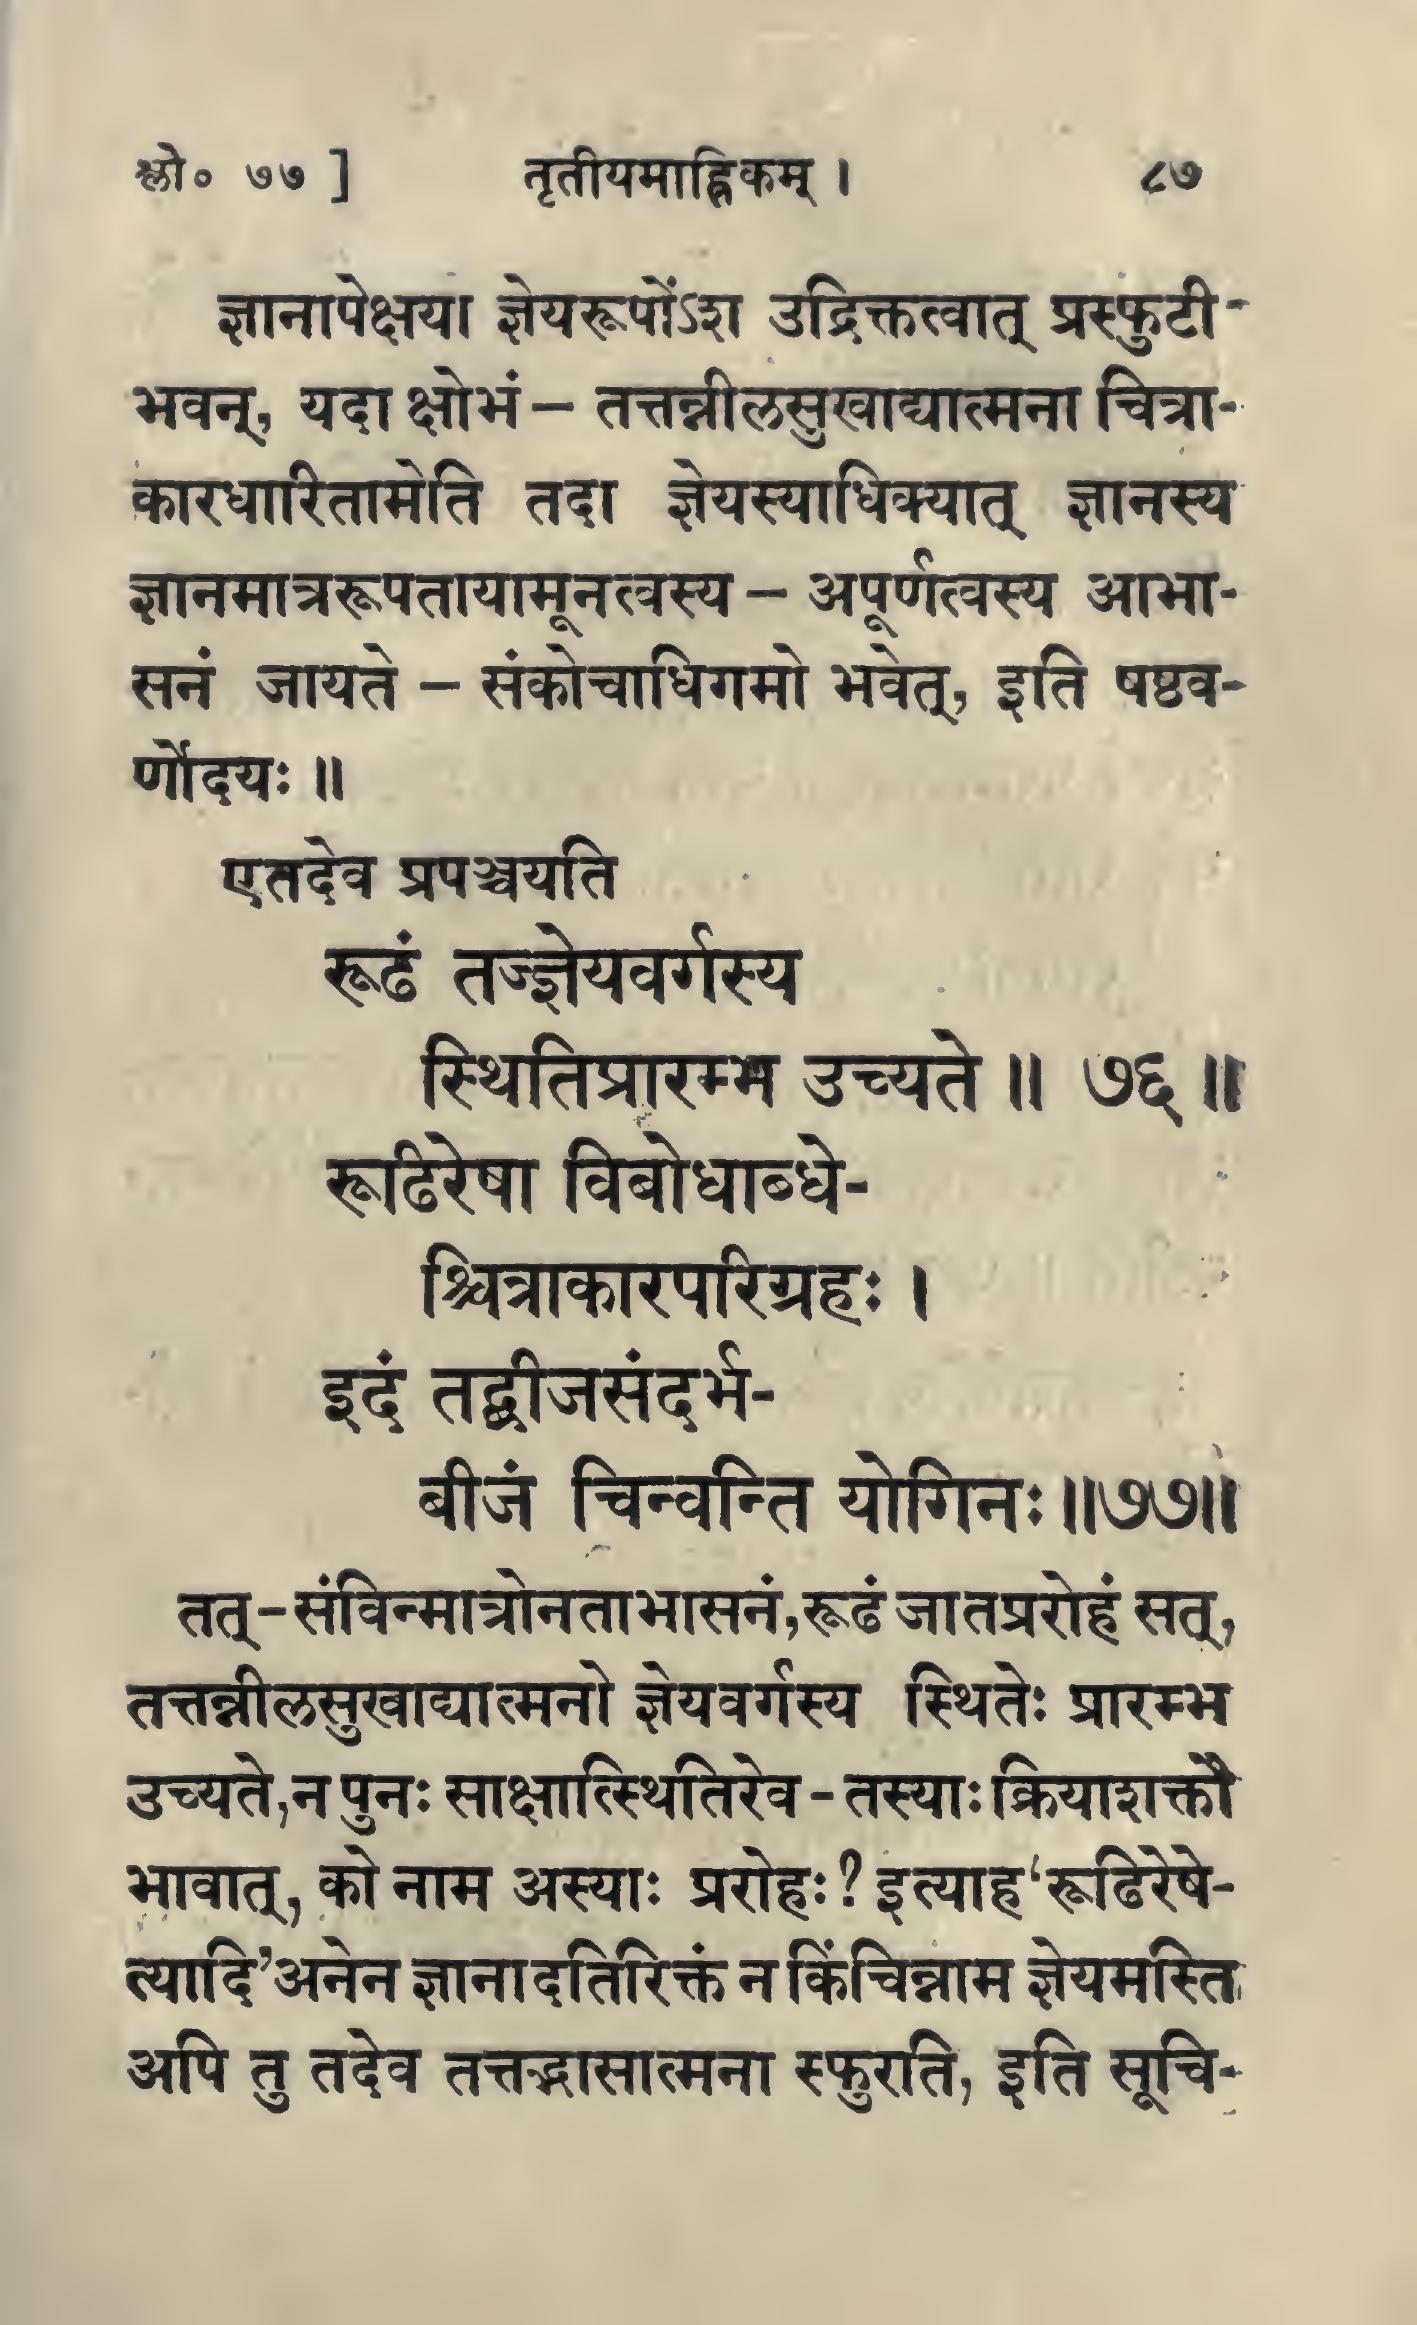 श्लो० ७७ ] तृतीयमाह्निकम् । ८७
ज्ञानापेक्षया ज्ञेयरूपोंऽश उद्रिक्तत्वात् प्रस्फुटी-
भवन्, यदा क्षोभं – तत्तन्नीलसुखाद्यात्मना चित्रा-
कारधारितामेति तदा ज्ञेयस्याधिक्यात् ज्ञानस्य
ज्ञानमात्ररूपतायामूनत्वस्य – अपूर्णत्वस्य आभा-
सनं जायते – संकोचाधिगमो भवेत्, इति षष्ठव-
र्णोदयः ॥
एतदेव प्रपञ्चयति
रूढं तज्ज्ञेयवर्गस्य
स्थितिप्रारम्भ उच्यते ॥ ७६ ॥
रूढिरेषा विबोधाब्धे-
श्चित्राकारपरिग्रहः ।
इदं तद्बीजसंदर्भ-
बीजं चिन्वन्ति योगिनः ॥७७॥
तत् – संविन्मात्रोनताभासनं, रूढं जातप्ररोहं सत्,
तत्तन्नीलसुखाद्यात्मनो ज्ञेयवर्गस्य स्थितेः प्रारम्भ
उच्यते, न पुनः साक्षात्स्थितिरेव – तस्याः क्रियाशक्तौ
भावात्, को नाम अस्याः प्ररोहः ? इत्याह ‘रूढिरेषे-
त्यादि’ अनेन ज्ञानादतिरिक्तं न किंचिन्नाम ज्ञेयमस्ति
अपि तु तदेव तत्तद्भासात्मना स्फुरति, इति सूचि-